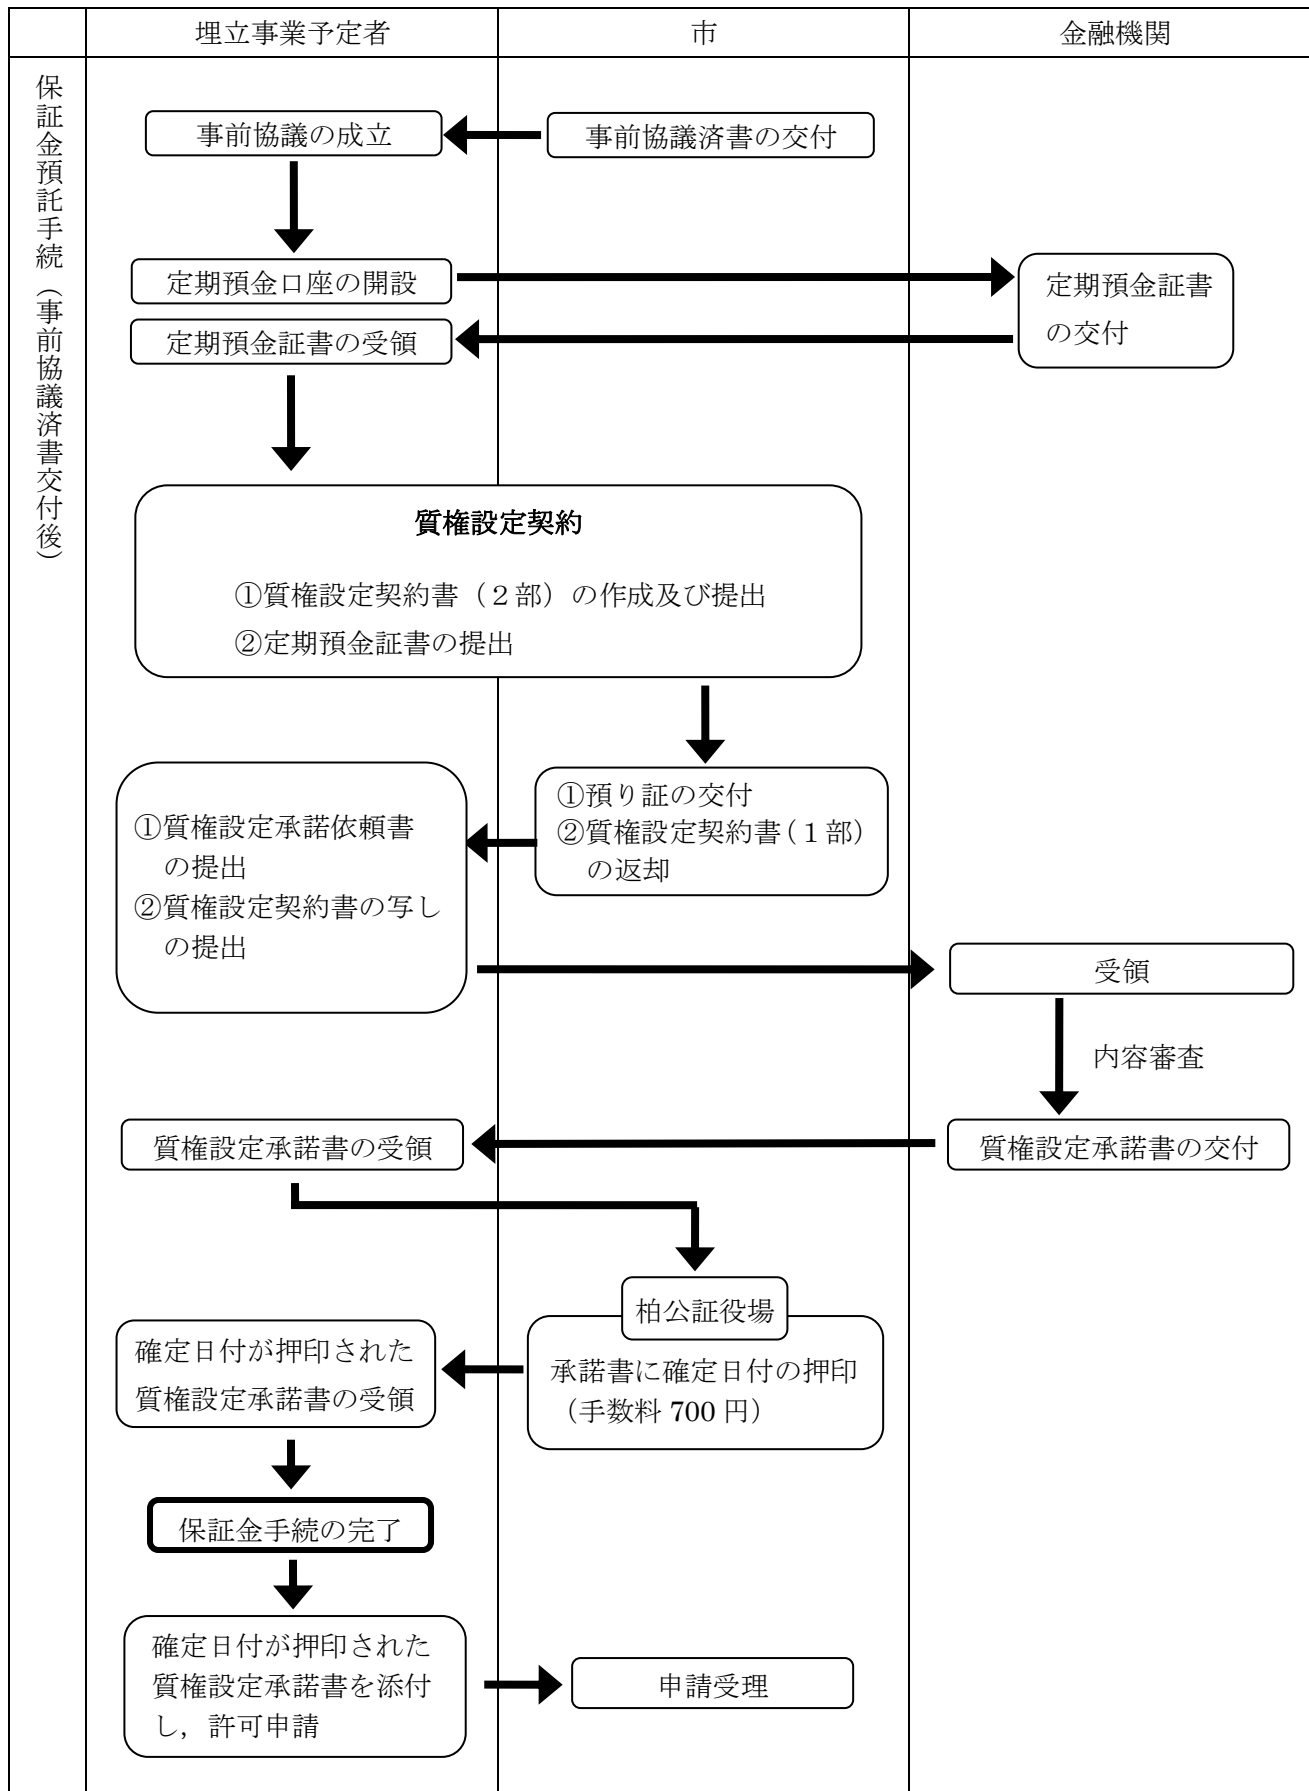 埋立事業予定者
市
金融機関
保証金預託手続（事前協議済書交付後）
事前協議の成立
事前協議済書の交付
定期預金口座の開設
定期預金証書
の交付
定期預金証書の受領
質権設定契約
①質権設定契約書（２部）の作成及び提出
②定期預金証書の提出
①預り証の交付
②質権設定契約書（１部）
の返却
①質権設定承諾依頼書
の提出
②質権設定契約書の写し
の提出
受領
内容審査
質権設定承諾書の受領
質権設定承諾書の交付
柏公証役場
承諾書に確定日付の押印
（手数料 700 円）
確定日付が押印された
質権設定承諾書の受領
保証金手続の完了
確定日付が押印された
質権設定承諾書を添付
し，許可申請
申請受理